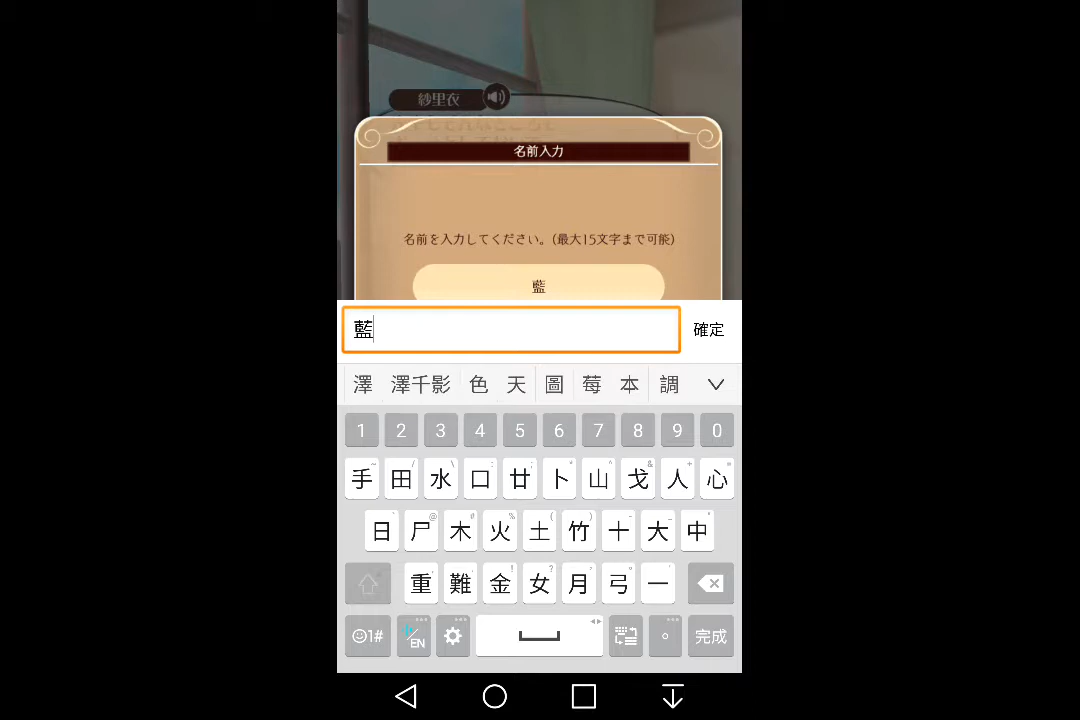 紗里衣
名前入力
名前を入力してください。(最大15文字まで可能)
藍
藍 確定
澤 澤千影 色 天 圖 莓 本 調
1 2 3 4 5 6 7 8 9 0
手 田 水 口 廿 卜 山 戈 人 心
日 尸 木 火 土 竹 十 大 中
重 難 金 女 月 弓 一
1# EN 。 完成